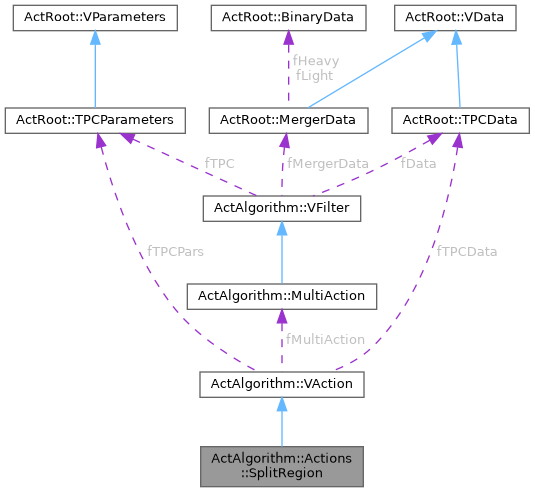 ActRoot::VParameters
ActRoot::BinaryData
ActRoot::VData
fHeavy
fLight
ActRoot::TPCParameters
ActRoot::MergerData
ActRoot::TPCData
fTPC
fMergerData
fData
ActAlgorithm::VFilter
fTPCPars
fTPCData
ActAlgorithm::MultiAction
fMultiAction
ActAlgorithm::VAction
ActAlgorithm::Actions
::SplitRegion